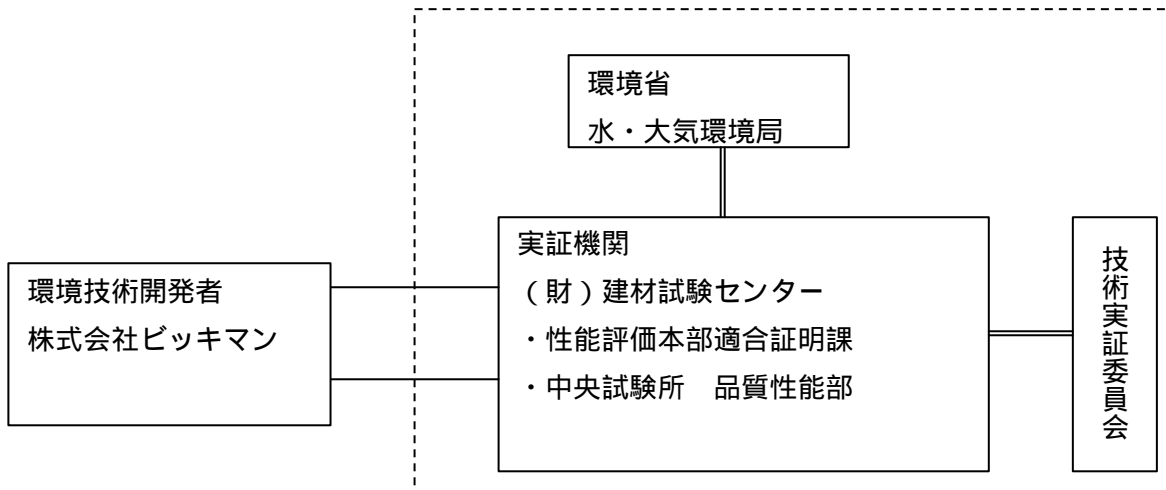 環境省
水・大気環境局
実証機関
（財）建材試験センター
・性能評価本部適合証明課
・中央試験所　品質性能部
環境技術開発者
株式会社ビッキマン
技術実証委員会